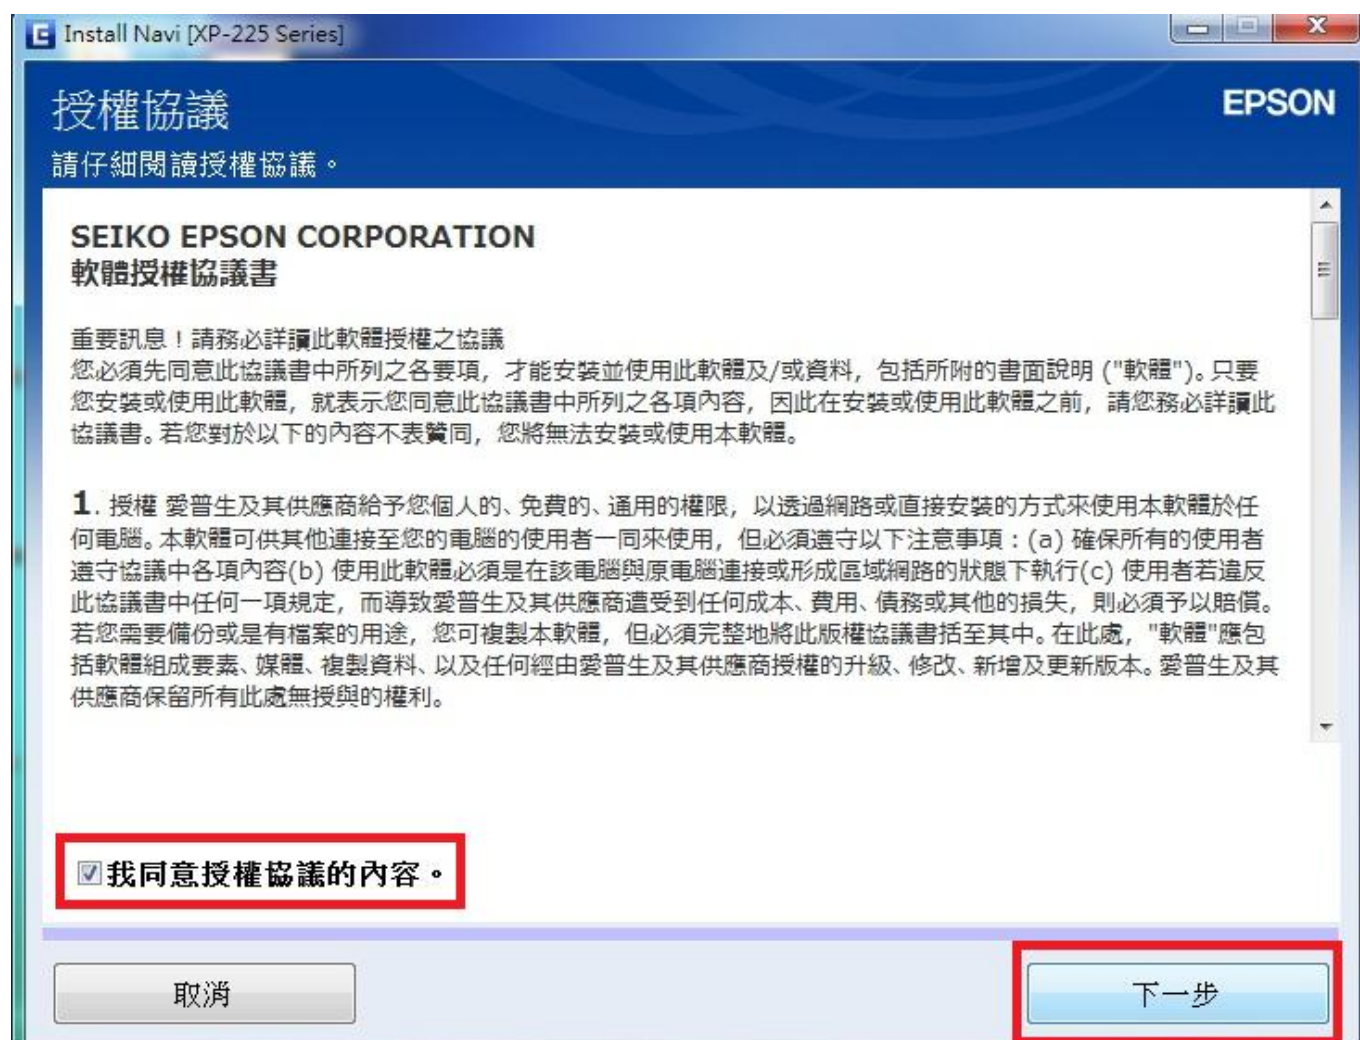 Install Navi [XP-225 Series]
授權協議
EPSON
請仔細閱讀授權協議。
SEIKO EPSON CORPORATION
軟體授權協議書
重要訊息！請務必詳讀此軟體授權之協議
您必須先同意此協議書中所列之各要項，才能安裝並使用此軟體及/或資料，包括所附的書面說明 ("軟體")。只要
您安裝或使用此軟體，就表示您同意此協議書中所列之各項內容，因此在安裝或使用此軟體之前，請您務必詳讀此
協議書。若您對於以下的內容不表贊同，您將無法安裝或使用本軟體。
1. 授權 愛普生及其供應商給予您個人的、免費的、通用的權限，以透過網路或直接安裝的方式來使用本軟體於任
何電腦。本軟體可供其他連接至您的電腦的使用者一同來使用，但必須遵守以下注意事項：(a) 確保所有的使用者
遵守協議中各項內容(b) 使用此軟體必須是在該電腦與原電腦連接或形成區域網路的狀態下執行(c) 使用者若違反
此協議書中任何一項規定，而導致愛普生及其供應商遭受到任何成本、費用、債務或其他的損失，則必須予以賠償。
若您需要備份或是有檔案的用途，您可複製本軟體，但必須完整地將此版權協議書括至其中。在此處，"軟體"應包
括軟體組成要素、媒體、複製資料、以及任何經由愛普生及其供應商授權的升級、修改、新增及更新版本。愛普生及其
供應商保留所有此處無授與的權利。
我同意授權協議的內容。
取消
下一步